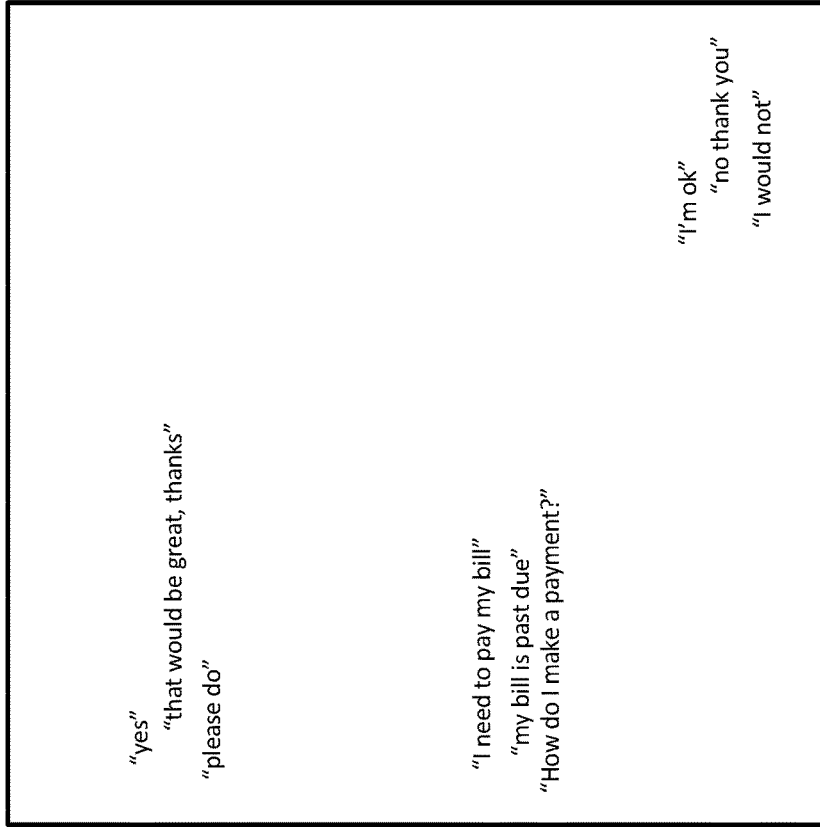 “yes”
“that would be great, thanks”
“please do”
“I need to pay my bill”
“my bill is past due”
“How do I make a payment?”
“I’m ok”
“no thank you”
“I would not”